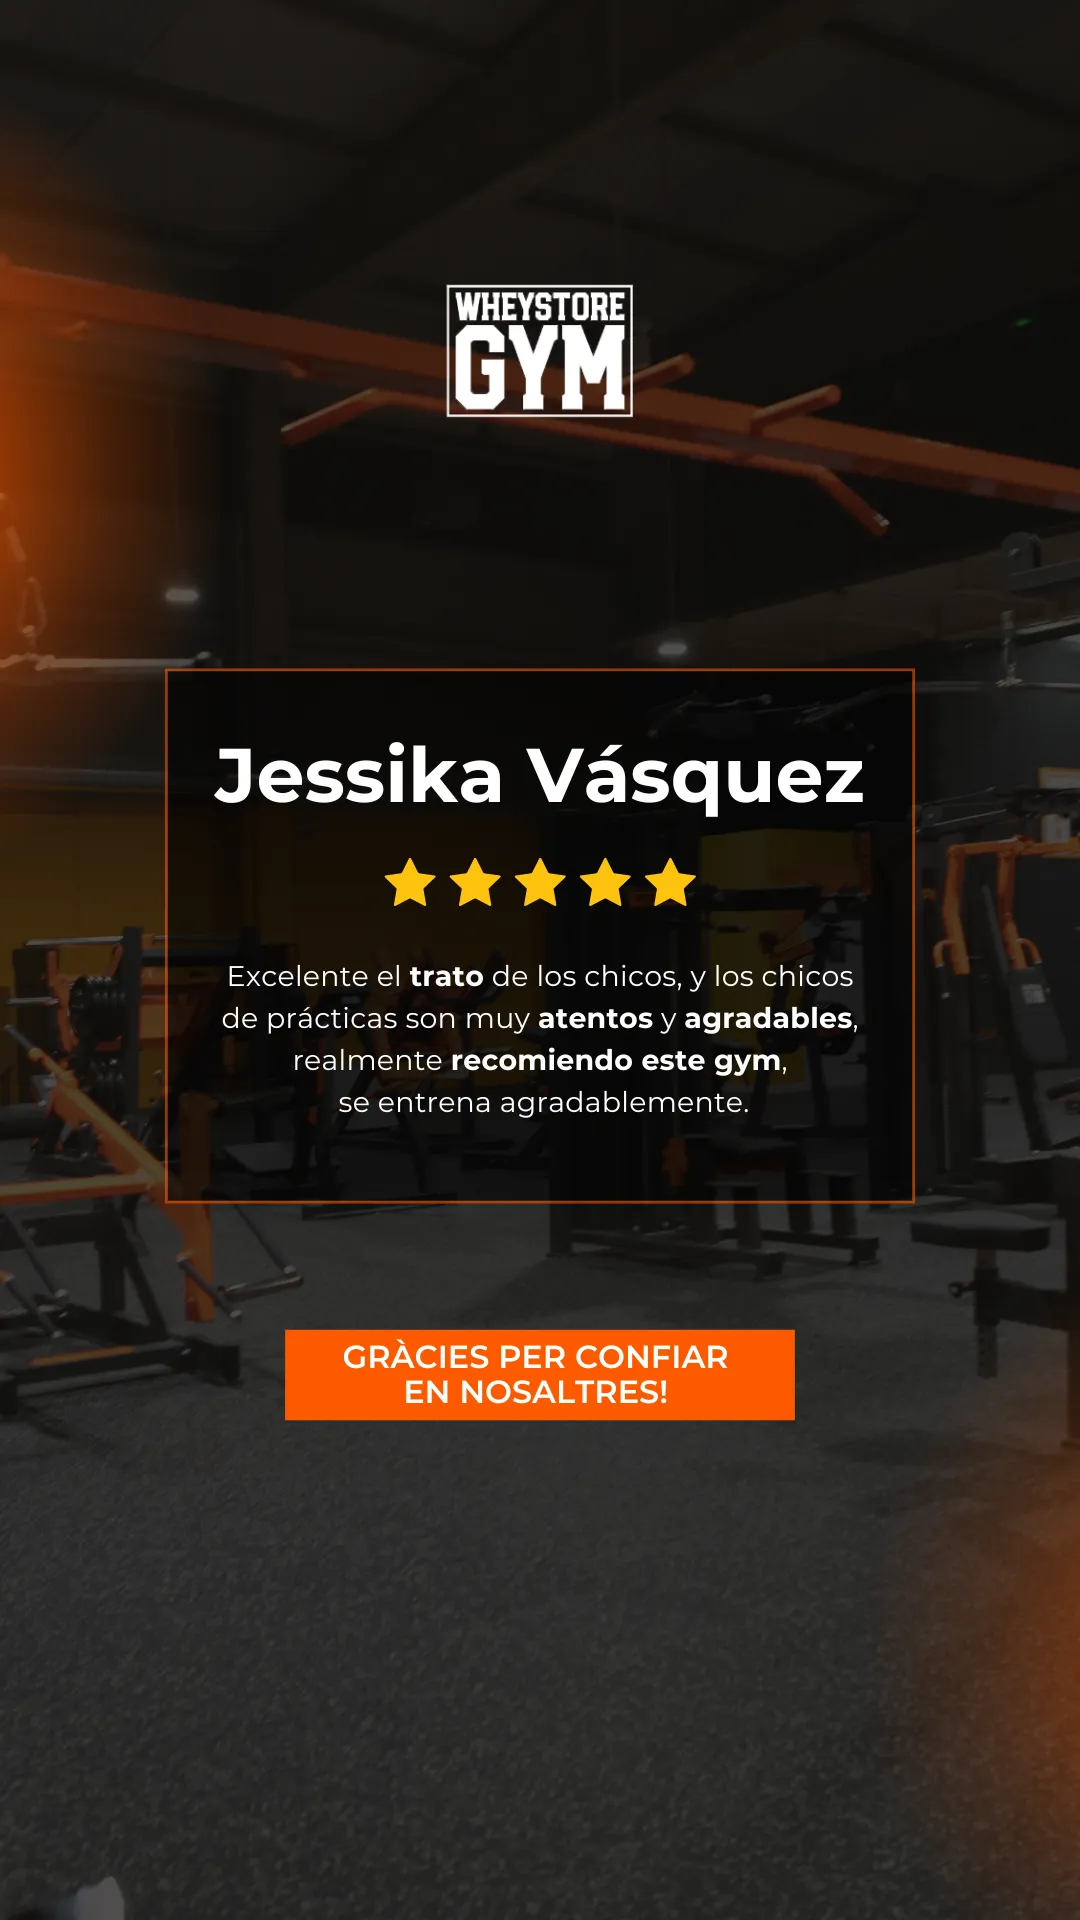 WHEYSTORE
GYM
Jessika Vásquez
Excelente el trato de los chicos, y los chicos
de prácticas son muy atentos y agradables,
realmente recomiendo este gym,
se entrena agradablemente.
GRÀCIES PER CONFIAR
EN NOSALTRES!